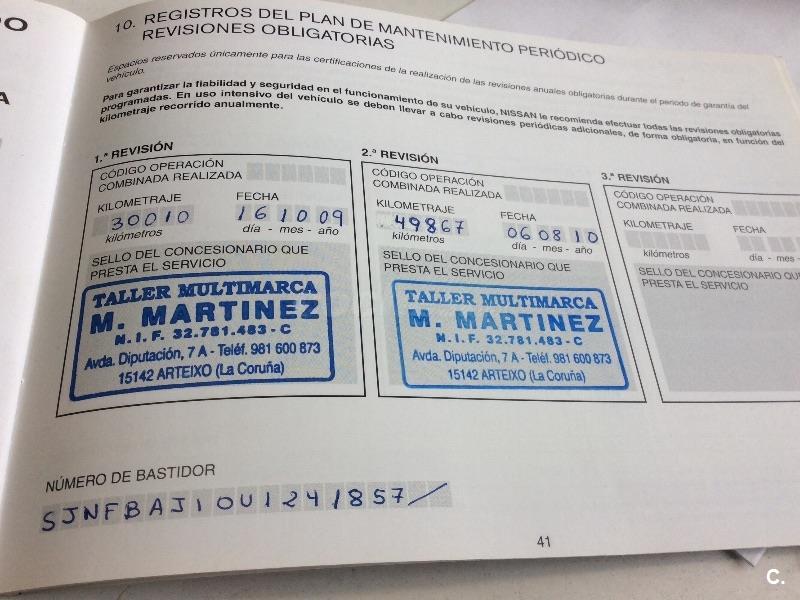 DO
A
10. REGISTROS DEL PLAN DE MANTENIMIENTO PERIÓDICO
REVISIONES OBLIGATORIAS
Espacios reservados únicamente para las certificaciones de la realización de las revisiones anuales obligatorias durante el periodo de garantía del
vehículo.
Para garantizar la fiabilidad y seguridad en el funcionamiento de su vehículo, NISSAN le recomienda efectuar todas las revisiones obligatorias
programadas. En uso intensivo del vehículo se deben llevar a cabo revisiones periódicas adicionales, de forma obligatoria, en función del
kilometraje recorrido anualmente.
1.ª REVISIÓN
CÓDIGO OPERACIÓN
COMBINADA REALIZADA
KILOMETRAJE FECHA
30010 161009
kilómetros día - mes - año
SELLO DEL CONCESIONARIO QUE
PRESTA EL SERVICIO
TALLER MULTIMARCA
M. MARTINEZ
N.I.F. 32.781.483-C
Avda. Diputación, 7 A - Teléf. 981 600 873
15142 ARTEIXO (La Coruña)
2.ª REVISIÓN
CÓDIGO OPERACIÓN
COMBINADA REALIZADA
KILOMETRAJE FECHA
49867 060810
kilómetros día - mes - año
SELLO DEL CONCESIONARIO QUE
PRESTA EL SERVICIO
TALLER MULTIMARCA
M. MARTINEZ
N.I.F. 32.781.483-C
Avda. Diputación, 7 A - Teléf. 981 600 873
15142 ARTEIXO (La Coruña)
3.ª REVISIÓN
CÓDIGO OPERACIÓN
COMBINADA REALIZADA
KILOMETRAJE FECHA
kilómetros día - mes -
SELLO DEL CONCESIONARIO QU
PRESTA EL SERVICIO
NÚMERO DE BASTIDOR
SJNFBAJ10U1241857/
41
C.